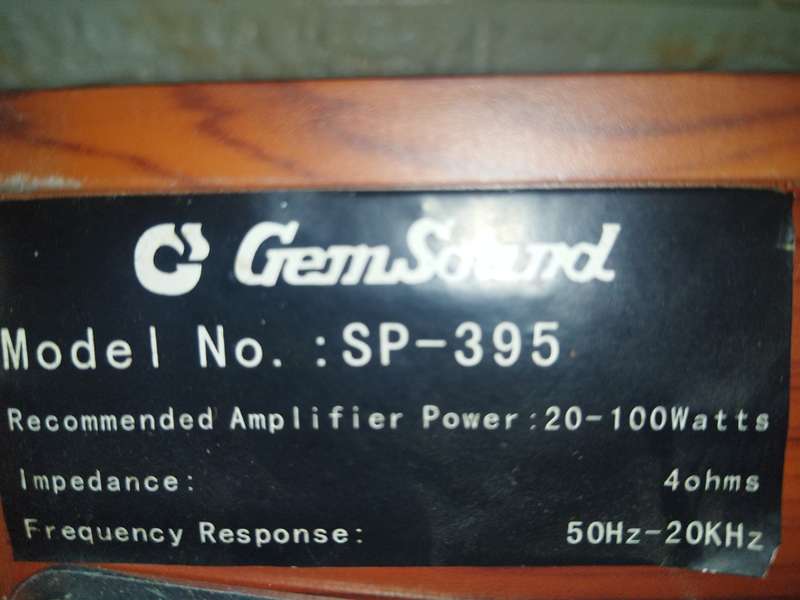 GemSound
Model No.:SP-395
Recommended Amplifier Power:20-100Watts
Impedance: 4ohms
Frequency Response: 50Hz-20KHz